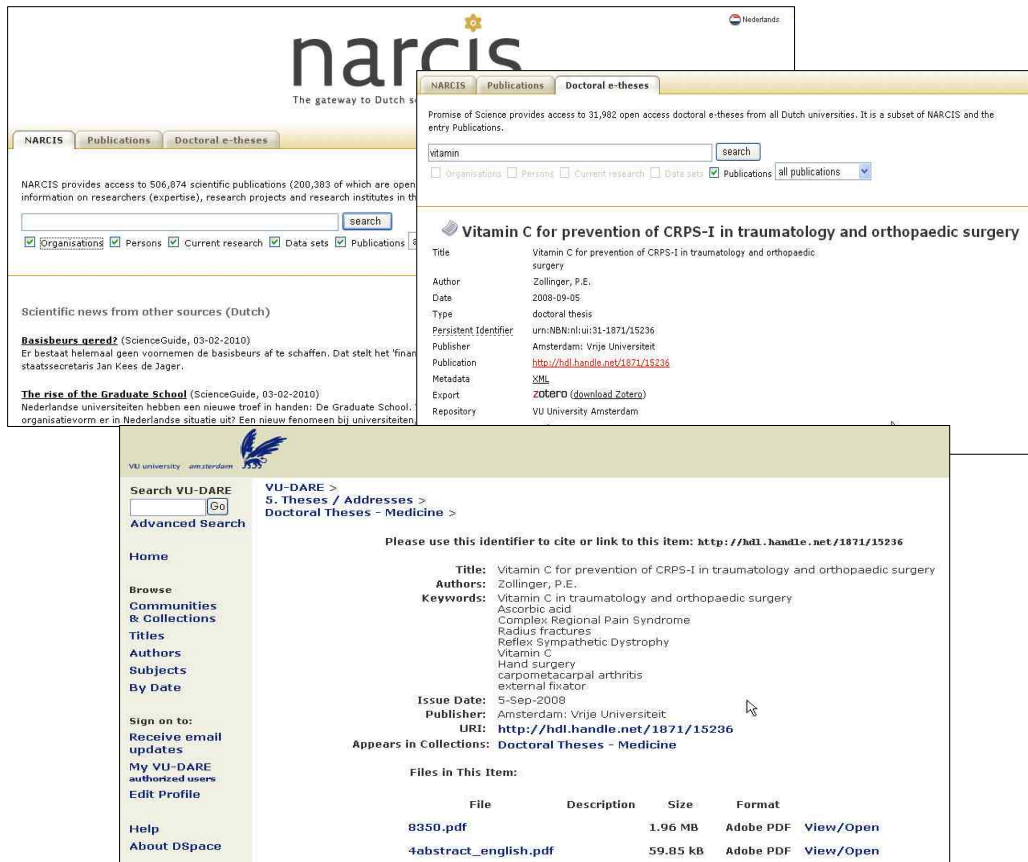 Nederlands
narcis
The gateway to Dutch
NARCIS Publications Doctoral e-theses
NARCIS provides access to 506,874 scientific publications (200,383 of which are open
information on researchers (expertise), research projects and research institutes in th
search
Organisations Persons Current research Data sets Publications
Scientific news from other sources (Dutch)
Basisbeurs gered? (ScienceGuide, 03-02-2010)
Er bestaat helemaal geen voornemen de basisbeurs af te schaffen. Dat stelt het 'finan
staatssecretaris Jan Kees de Jager.
The rise of the Graduate School (ScienceGuide, 03-02-2010)
Nederlandse universiteiten hebben een nieuwe troef in handen: De Graduate School.
organisatievorm er in Nederlandse situatie uit? Een nieuw fenomeen bij universiteiten,
NARCIS Publications Doctoral e-theses
Promise of Science provides access to 31,982 open access doctoral e-theses from all Dutch universities. It is a subset of NARCIS and the
entry Publications.
vitamin search
Organisations Persons Current research Data sets Publications all publications
Vitamin C for prevention of CRPS-I in traumatology and orthopaedic surgery
Title Vitamin C for prevention of CRPS-I in traumatology and orthopaedic
surgery
Author Zollinger, P.E.
Date 2008-09-05
Type doctoral thesis
Persistent Identifier urn:NBN:nl:ui:31-1871/15236
Publisher Amsterdam: Vrije Universiteit
Publication http://hdl.handle.net/1871/15236
Metadata XML
Export zotero (download Zotero)
Repository VU University Amsterdam
VU university amsterdam
Search VU-DARE
Go
Advanced Search
Home
Browse
Communities
& Collections
Titles
Authors
Subjects
By Date
Sign on to:
Receive email
updates
My VU-DARE
authorized users
Edit Profile
Help
About DSpace
VU-DARE >
5. Theses / Addresses >
Doctoral Theses - Medicine >
Please use this identifier to cite or link to this item: http://hdl.handle.net/1871/15236
Title: Vitamin C for prevention of CRPS-I in traumatology and orthopaedic surgery
Authors: Zollinger, P.E.
Keywords: Vitamin C in traumatology and orthopaedic surgery
Ascorbic acid
Complex Regional Pain Syndrome
Radius fractures
Reflex Sympathetic Dystrophy
Vitamin C
Hand surgery
carpometacarpal arthritis
external fixator
Issue Date: 5-Sep-2008
Publisher: Amsterdam: Vrije Universiteit
URI: http://hdl.handle.net/1871/15236
Appears in Collections: Doctoral Theses - Medicine
Files in This Item:
File Description Size Format
8350.pdf 1.96 MB Adobe PDF View/Open
4abstract_english.pdf 59.85 kB Adobe PDF View/Open